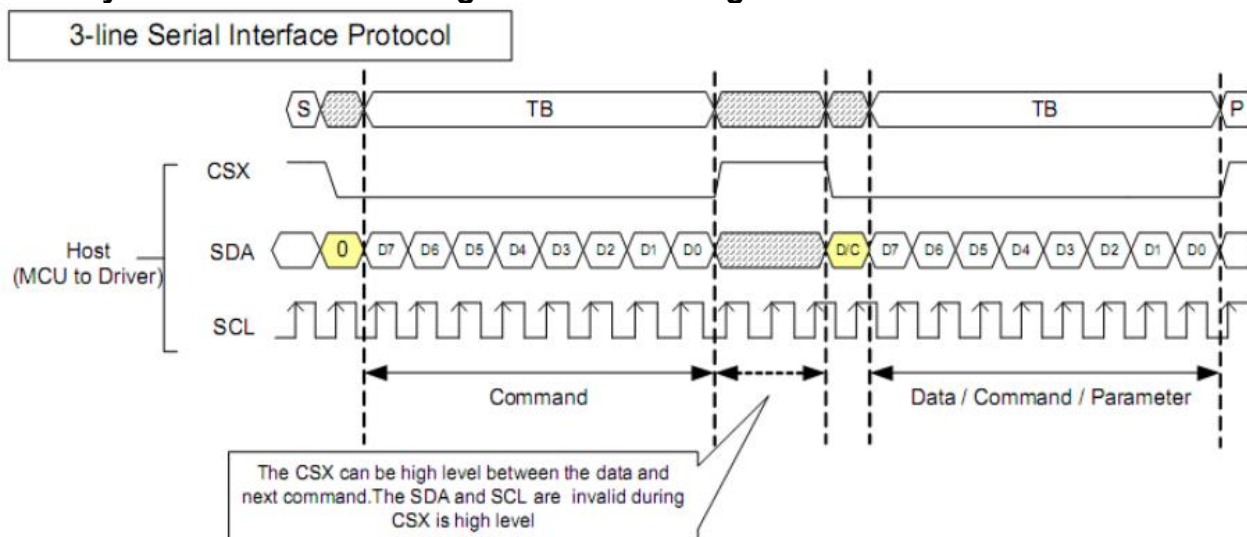 3-line Serial Interface Protocol
S TB TB P
CSX
Host
(MCU to Driver)
SDA 0 D7 D6 D5 D4 D3 D2 D1 D0 D/C D7 D6 D5 D4 D3 D2 D1 D0
SCL
Command Data / Command / Parameter
The CSX can be high level between the data and
next command.The SDA and SCL are invalid during
CSX is high level